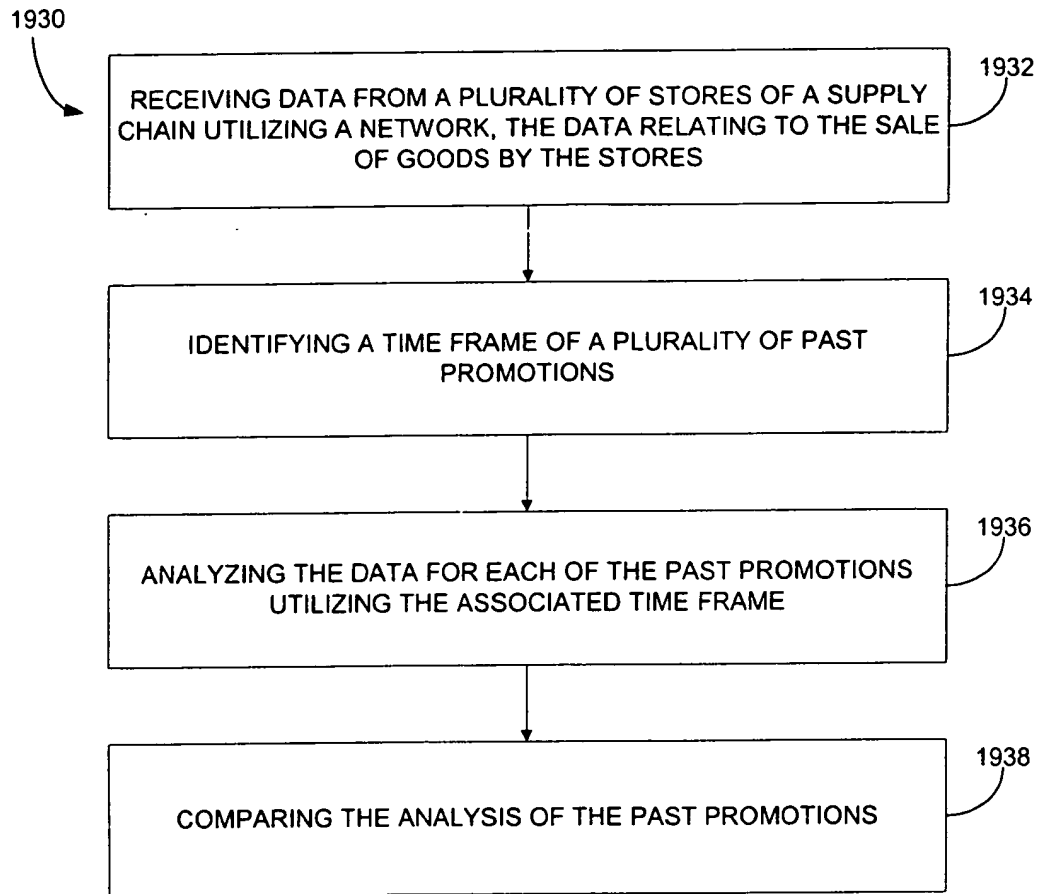 1930
1932
RECEIVING DATA FROM A PLURALITY OF STORES OF A SUPPLY
CHAIN UTILIZING A NETWORK, THE DATA RELATING TO THE SALE
OF GOODS BY THE STORES
1934
IDENTIFYING A TIME FRAME OF A PLURALITY OF PAST
PROMOTIONS
1936
ANALYZING THE DATA FOR EACH OF THE PAST PROMOTIONS
UTILIZING THE ASSOCIATED TIME FRAME
1938
COMPARING THE ANALYSIS OF THE PAST PROMOTIONS